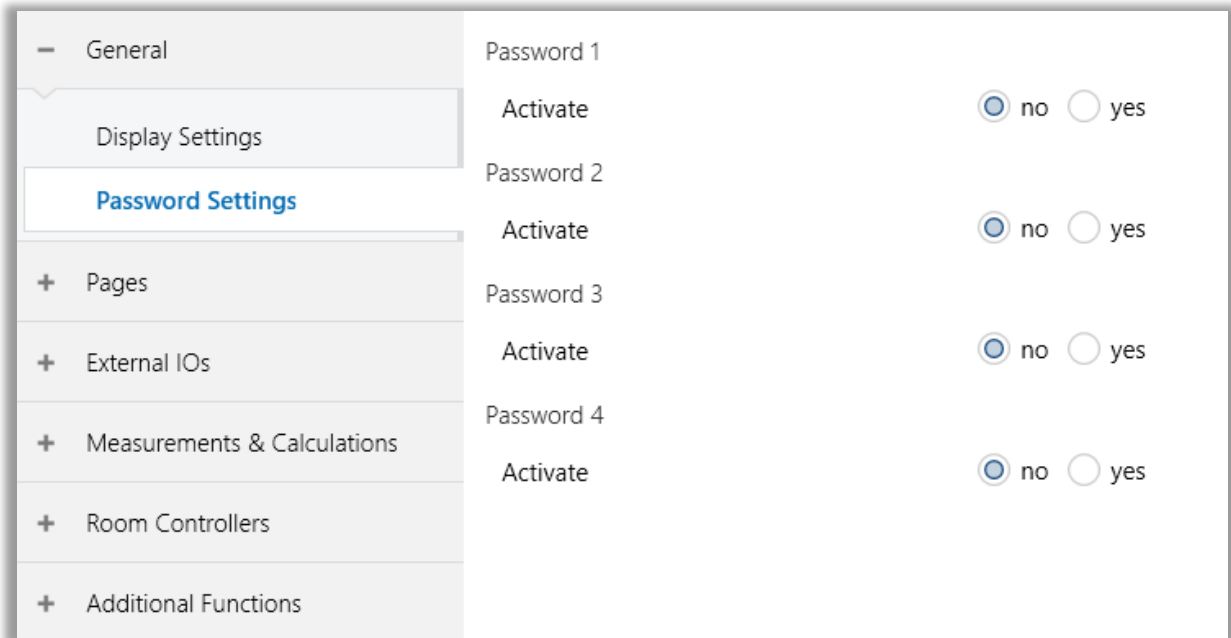 General
Display Settings
Password Settings
Pages
External IOs
Measurements & Calculations
Room Controllers
Additional Functions
Password 1
Activate no yes
Password 2
Activate no yes
Password 3
Activate no yes
Password 4
Activate no yes